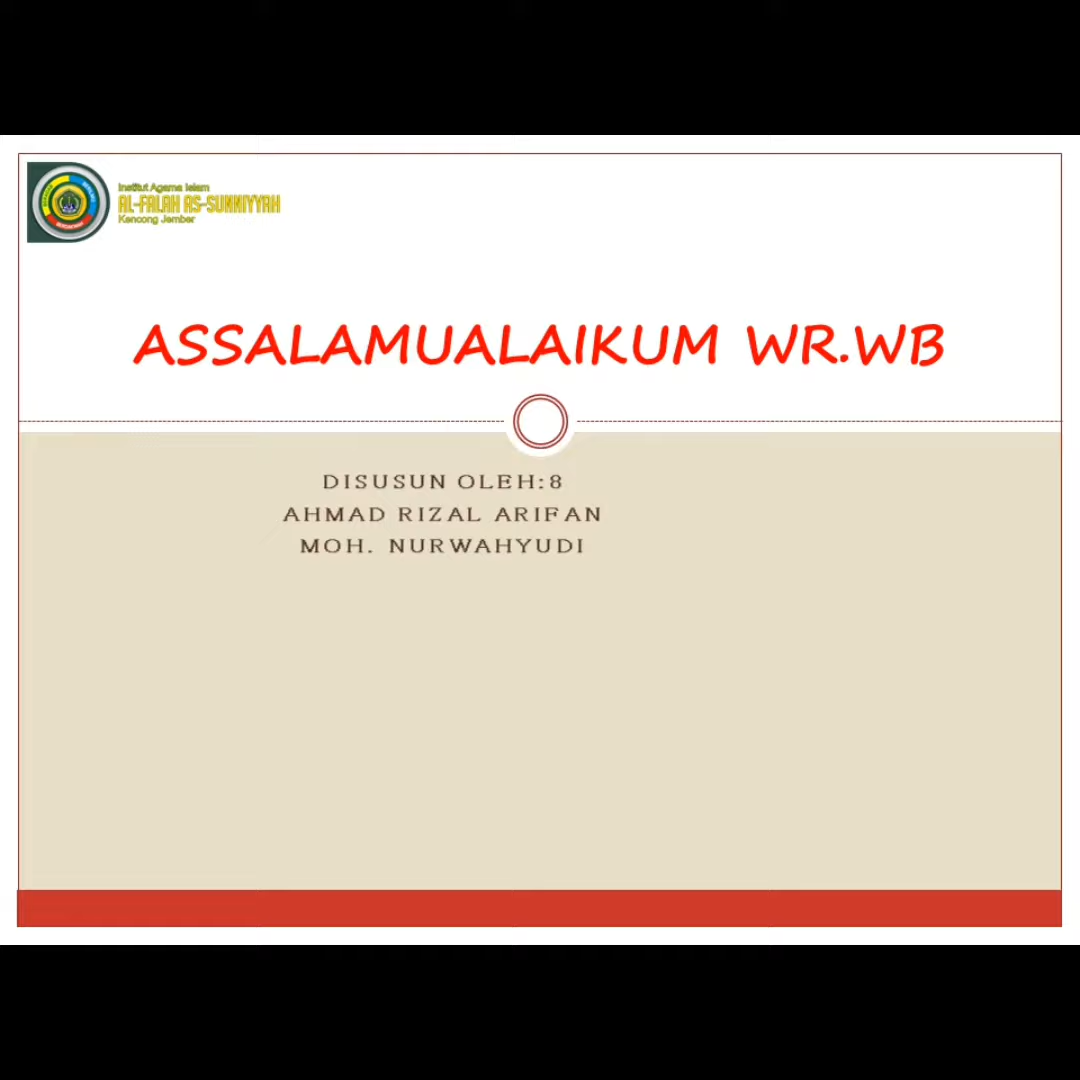 Institut Agama Islam
AL-FALAH AS-SUNNIYYAH
Kencong Jember
ASSALAMUALAIKUM WR.WB
DISUSUN OLEH:8
AHMAD RIZAL ARIFAN
MOH. NURWAHYUDI